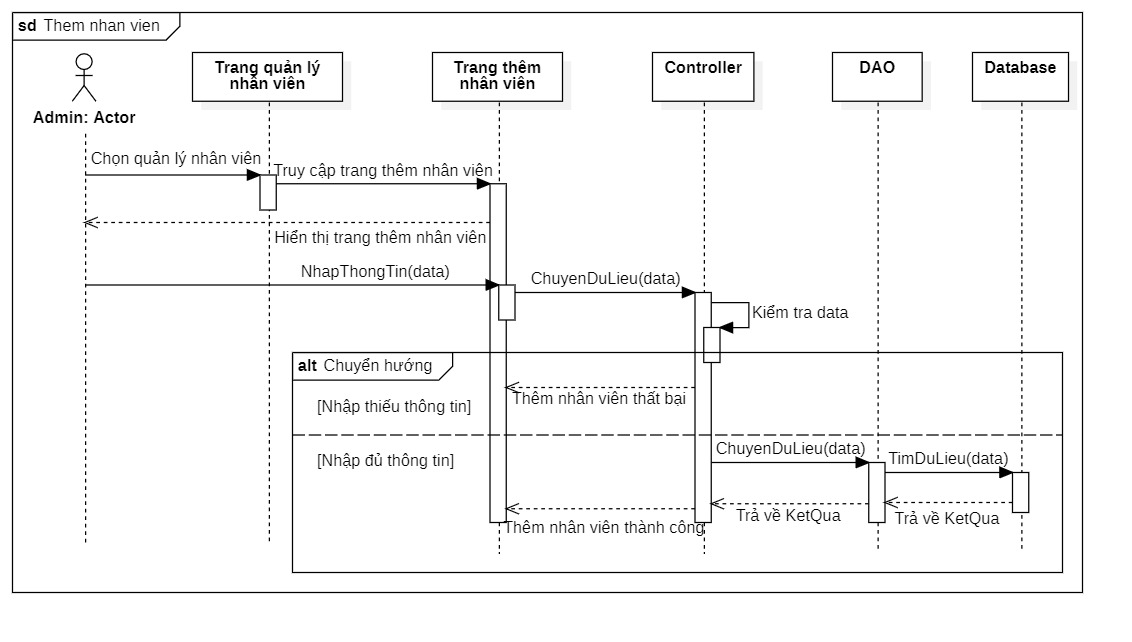 sd Them nhan vien
Admin: Actor
Trang quản lý
nhân viên
Trang thêm
nhân viên
Controller
DAO
Database
Chọn quản lý nhân viên
Truy cập trang thêm nhân viên
Hiển thị trang thêm nhân viên
NhapThongTin(data)
ChuyenDuLieu(data)
Kiểm tra data
alt Chuyển hướng
Thêm nhân viên thất bại
[Nhập thiếu thông tin]
[Nhập đủ thông tin]
ChuyenDuLieu(data)
TimDuLieu(data)
Trả về KetQua
Trả về KetQua
Thêm nhân viên thành công